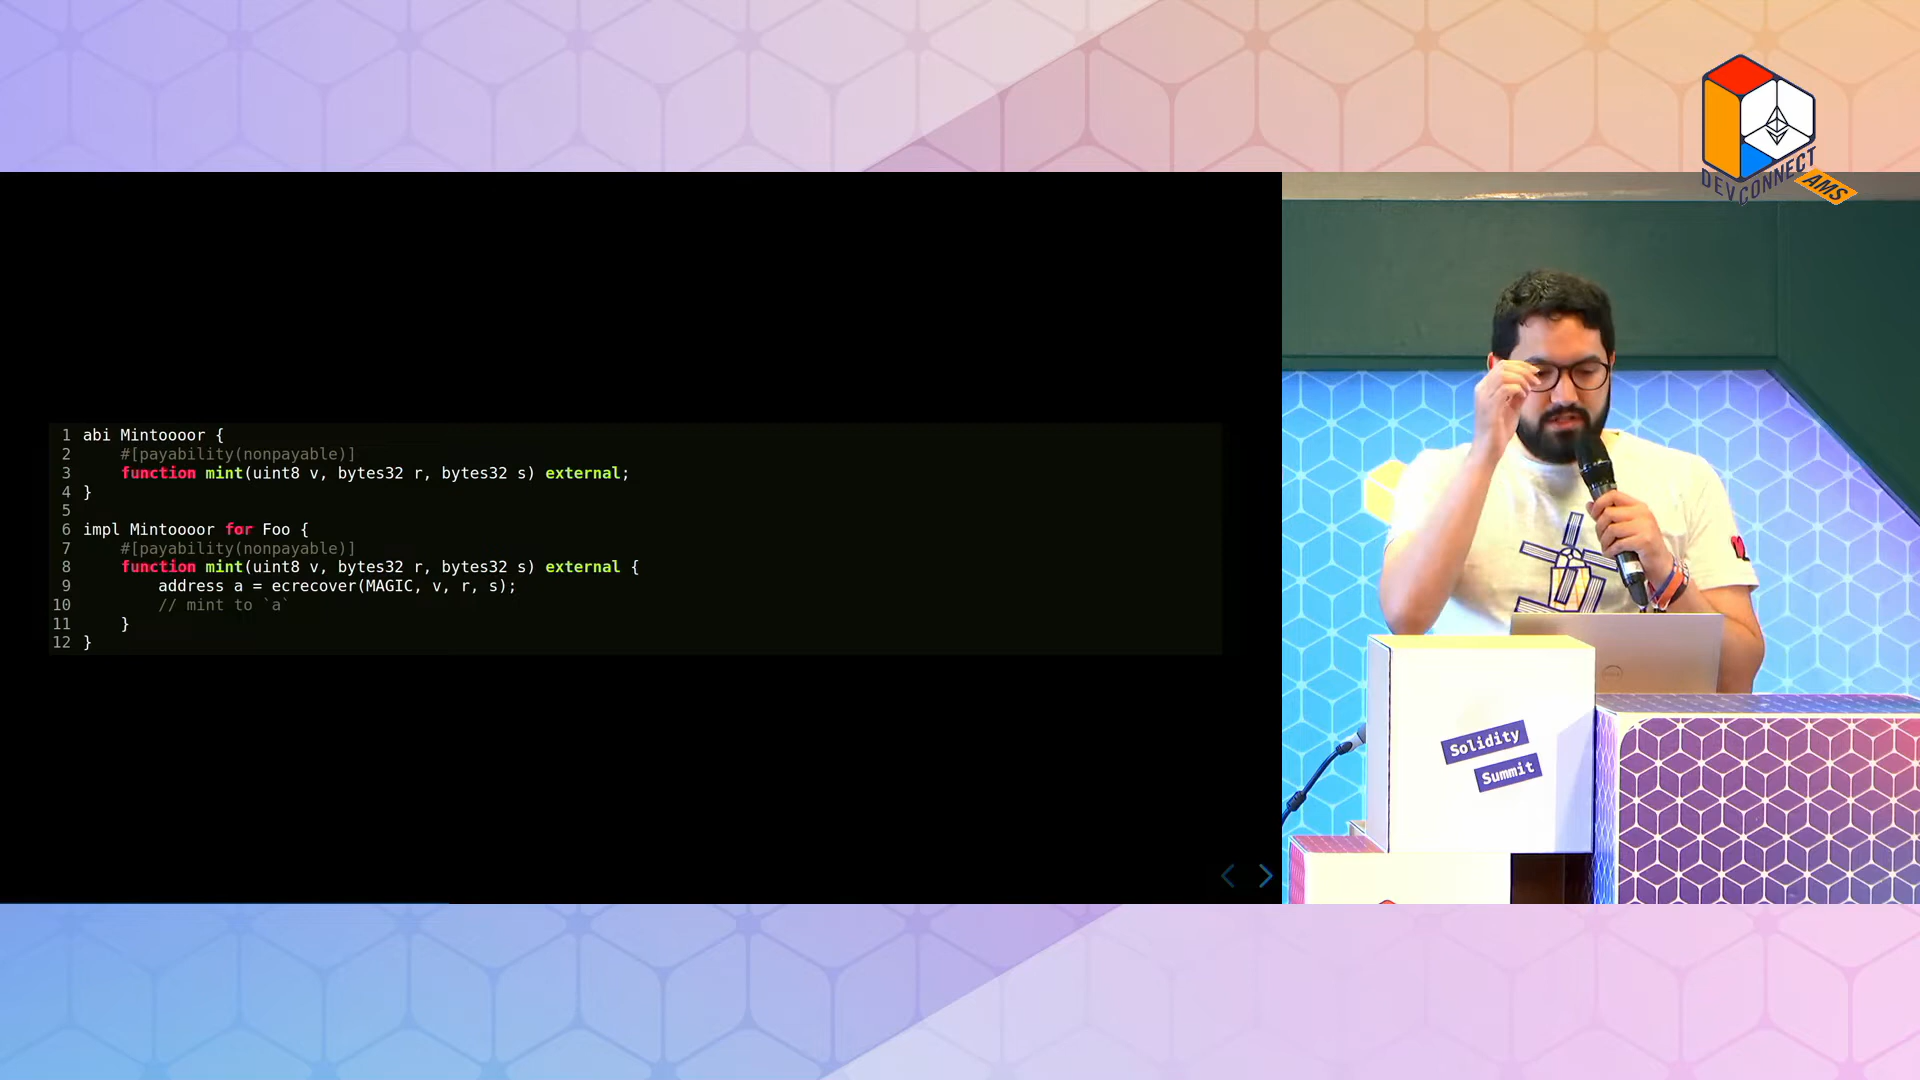 DEVCONNECT
AMS
1 abi Mintoooor {
2     #[payability(nonpayable)]
3     function mint(uint8 v, bytes32 r, bytes32 s) external;
4 }
5
6 impl Mintoooor for Foo {
7     #[payability(nonpayable)]
8     function mint(uint8 v, bytes32 r, bytes32 s) external {
9         address a = ecrecover(MAGIC, v, r, s);
10         // mint to `a`
11     }
12 }
Solidity
Summit